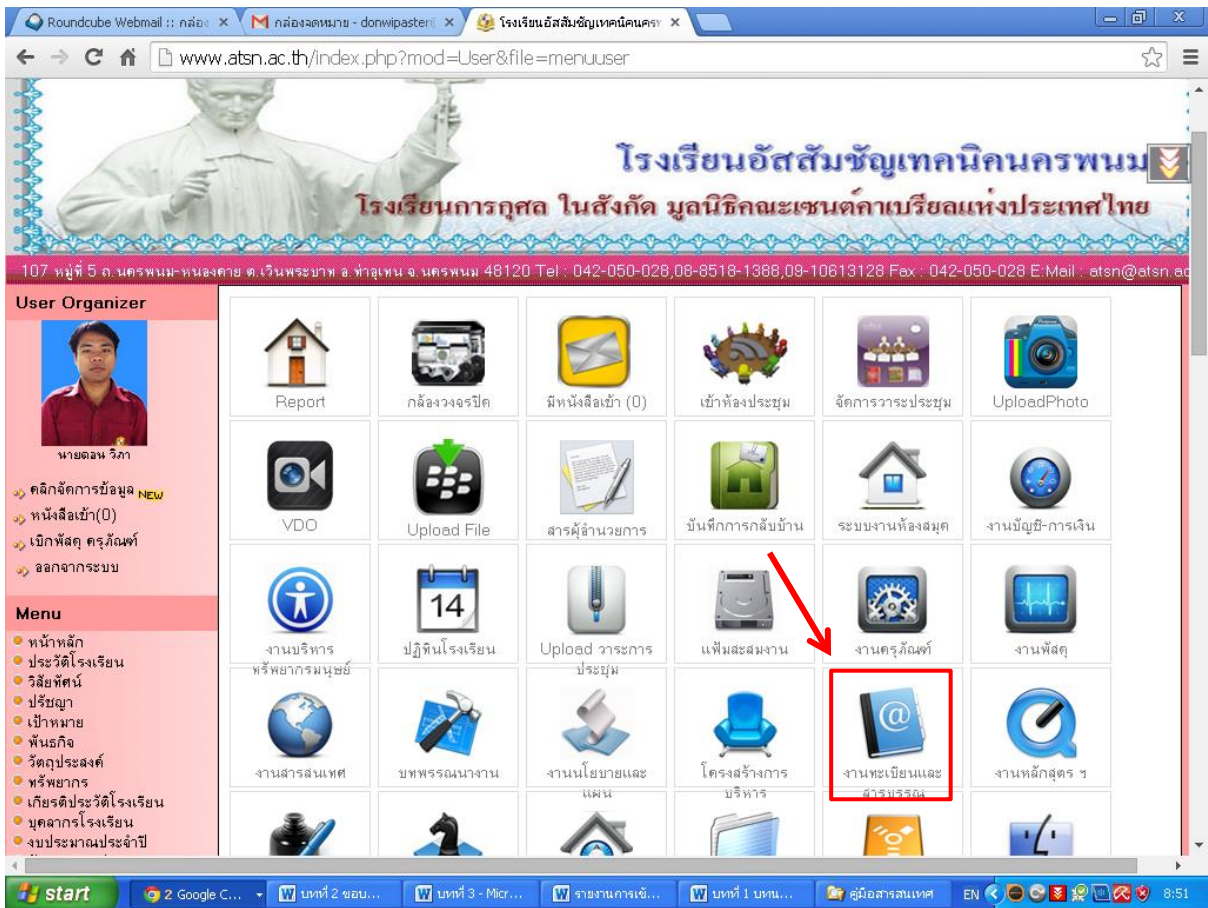 Roundcube Webmail :: กล่อง
กล่องจดหมาย - donwipaster
โรงเรียนอัสสัมชัญเทคนิคนคร
www.atsn.ac.th/index.php?mod=User&file=menuuser
โรงเรียนอัสสัมชัญเทคนิคนครพนม
โรงเรียนการกุศล ในสังกัด มูลนิธิคณะเซนต์คาเบรียลแห่งประเทศไทย
107 หมู่ที่ 5 ถ.นครพนม-หนองคาย ต.เวินพระบาท อ.ท่าอุเทน จ.นครพนม 48120 Tel : 042-050-028,08-8518-1388,09-10613128 Fax : 042-050-028 E:Mail : atsn@atsn.ac
User Organizer
นายดอน วิภา
คลิกจัดการข้อมูล NEW
หนังสือเข้า(0)
เบิกพัสดุ ครุภัณฑ์
ออกจากระบบ
Menu
หน้าหลัก
ประวัติโรงเรียน
วิสัยทัศน์
ปรัชญา
เป้าหมาย
พันธกิจ
วัตถุประสงค์
ทรัพยากร
เกียรติประวัติโรงเรียน
บุคลากรโรงเรียน
งบประมาณประจำปี
Report
กล้องวงจรปิด
มีหนังสือเข้า (0)
เข้าห้องประชุม
จัดการวาระประชุม
UploadPhoto
VDO
Upload File
สารผู้อำนวยการ
บันทึกการกลับบ้าน
ระบบงานห้องสมุด
งานบัญชี-การเงิน
งานบริหาร
ทรัพยากรมนุษย์
14
ปฏิทินโรงเรียน
Upload วาระการ
ประชุม
แฟ้มสะสมงาน
งานครุภัณฑ์
งานพัสดุ
งานสารสนเทศ
บทพรรณนางาน
งานนโยบายและ
แผน
โครงสร้างการ
บริหาร
@
งานทะเบียนและ
สารบรรณ
งานหลักสูตร ฯ
start
2 Google C...
บทที่ 2 ขอบ...
บทที่ 3 - Micr...
รายงานการเข้...
บทที่ 1 บทน...
คู่มือสารสนเทศ
EN
8:51